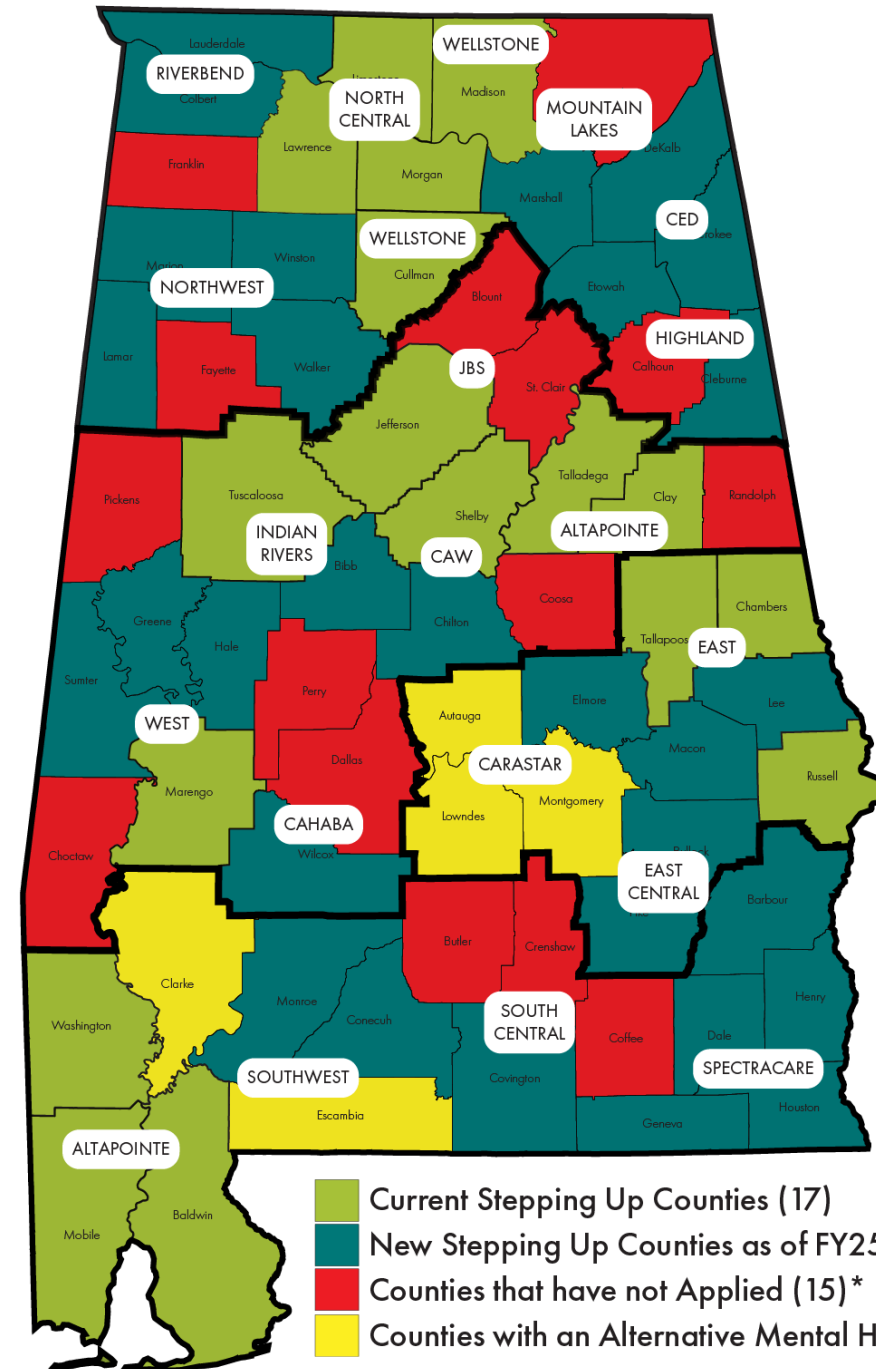 Lauderdale
WELLSTONE
RIVERBEND
Colbert
NORTH
CENTRAL
Madison
MOUNTAIN
LAKES
Lawrence
DeKalb
Franklin
Morgan
Marshall
CED
WELLSTONE
Winston
Cullman
NORTHWEST
Etowah
Blount
HIGHLAND
Lamar
Fayette
Walker
JBS
Calhoun
Cleburne
St. Clair
Jefferson
Talladega
Pickens
Tuscaloosa
Clay
Randolph
Shelby
INDIAN
RIVERS
ALTAPOINTE
CAW
Bibb
Coosa
Chambers
Greene
Chilton
Hale
Tallapoos
EAST
Sumter
Perry
Elmore
Lee
WEST
Autauga
Macon
Dallas
CARASTAR
Russell
Marengo
Montgomery
Lowndes
CAHABA
Choctaw
Wilcox
EAST
CENTRAL
Barbour
Butler
Crenshaw
Clarke
Henry
Monroe
Washington
Conecuh
SOUTH
CENTRAL
Coffee
Dale
SPECTRACARE
SOUTHWEST
Covington
Houston
Escambia
Geneva
ALTAPOINTE
Baldwin
Mobile
Current Stepping Up Counties (17)
New Stepping Up Counties as of FY25
Counties that have not Applied (15)*
Counties with an Alternative Mental H